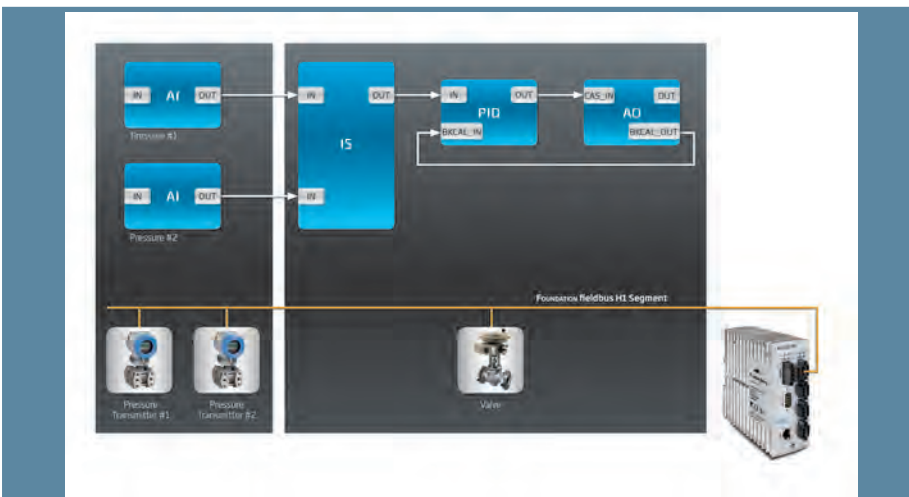 IN AI OUT
Pressure #1
IN AI OUT
Pressure #2
IN OUT
IS
IN
IN OUT
PID
BKCAL_IN
CAS_IN OUT
AO
BKCAL_OUT
FOUNDATION fieldbus H1 Segment
Pressure
Transmitter #1
Pressure
Transmitter #2
Valve